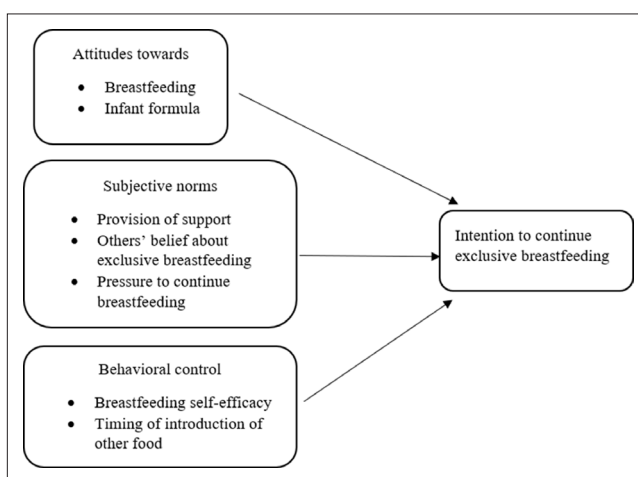 Attitudes towards
• Breastfeeding
• Infant formula
Subjective norms
• Provision of support
• Others' belief about
exclusive breastfeeding
• Pressure to continue
breastfeeding
Intention to continue
exclusive breastfeeding
Behavioral control
• Breastfeeding self-efficacy
• Timing of introduction of
other food